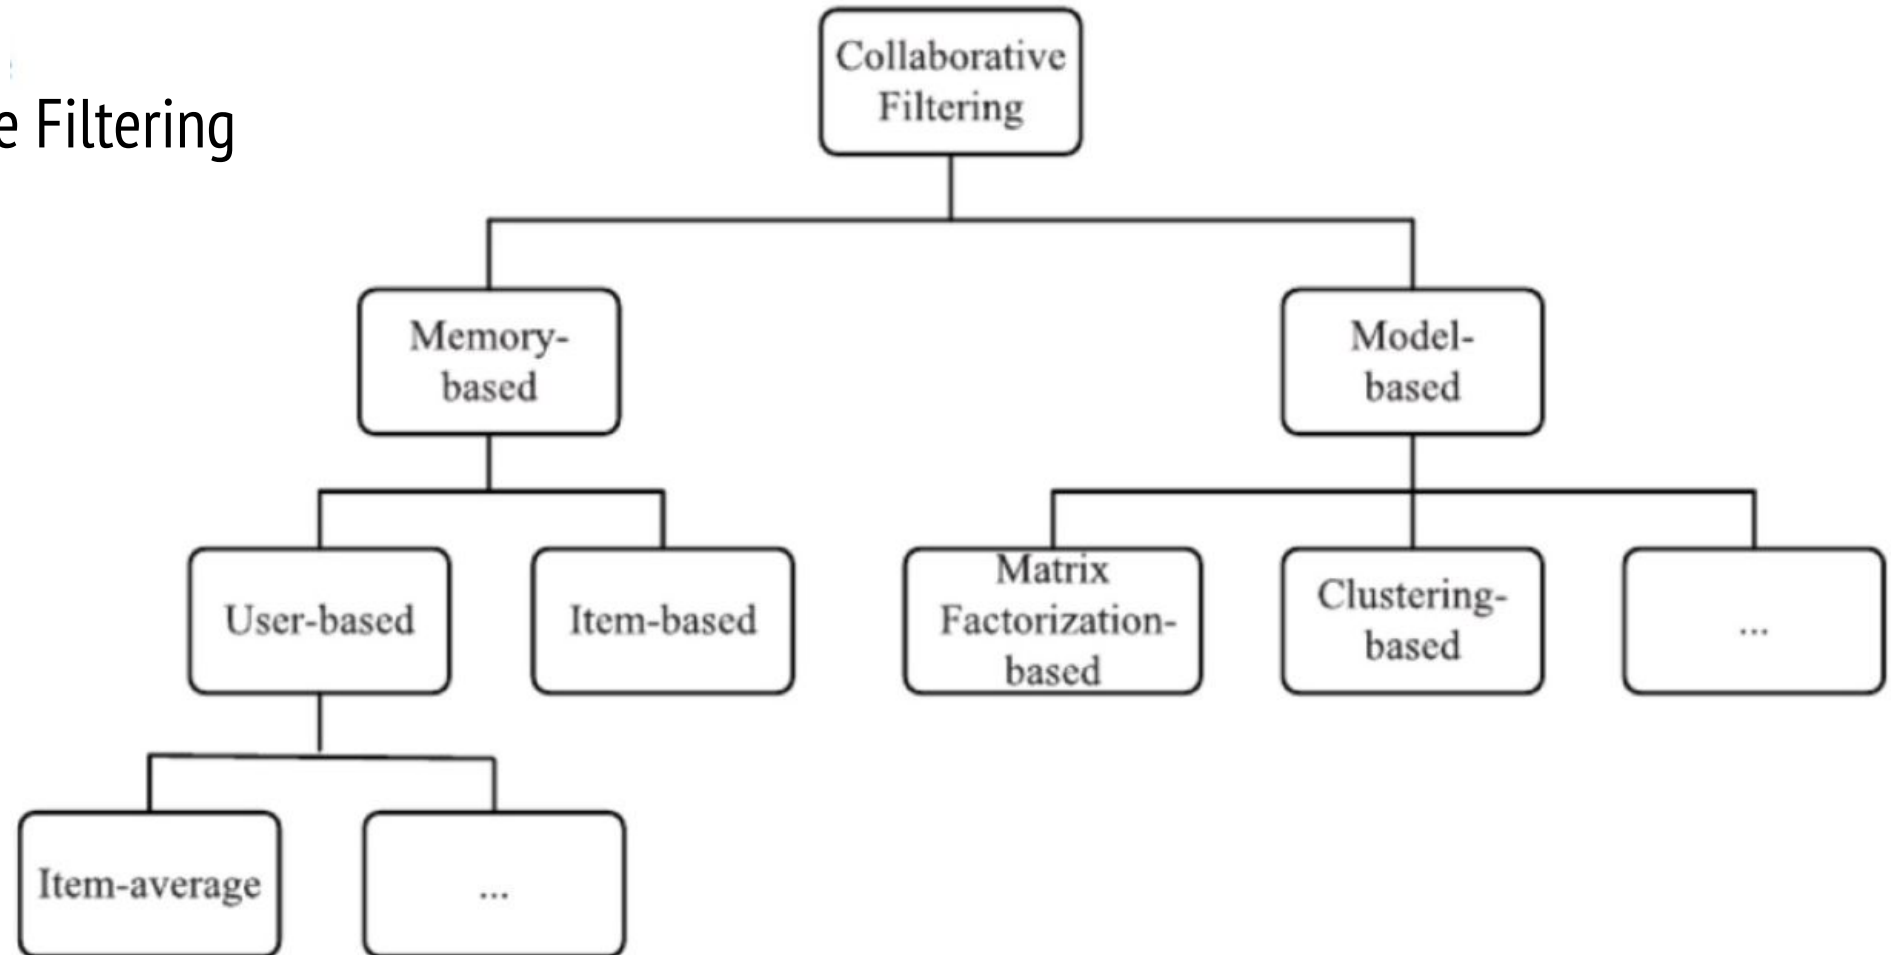 e Filtering
Collaborative
Filtering
Memory-
based
Model-
based
User-based
Item-based
Matrix
Factorization-
based
Clustering-
based
...
Item-average
...